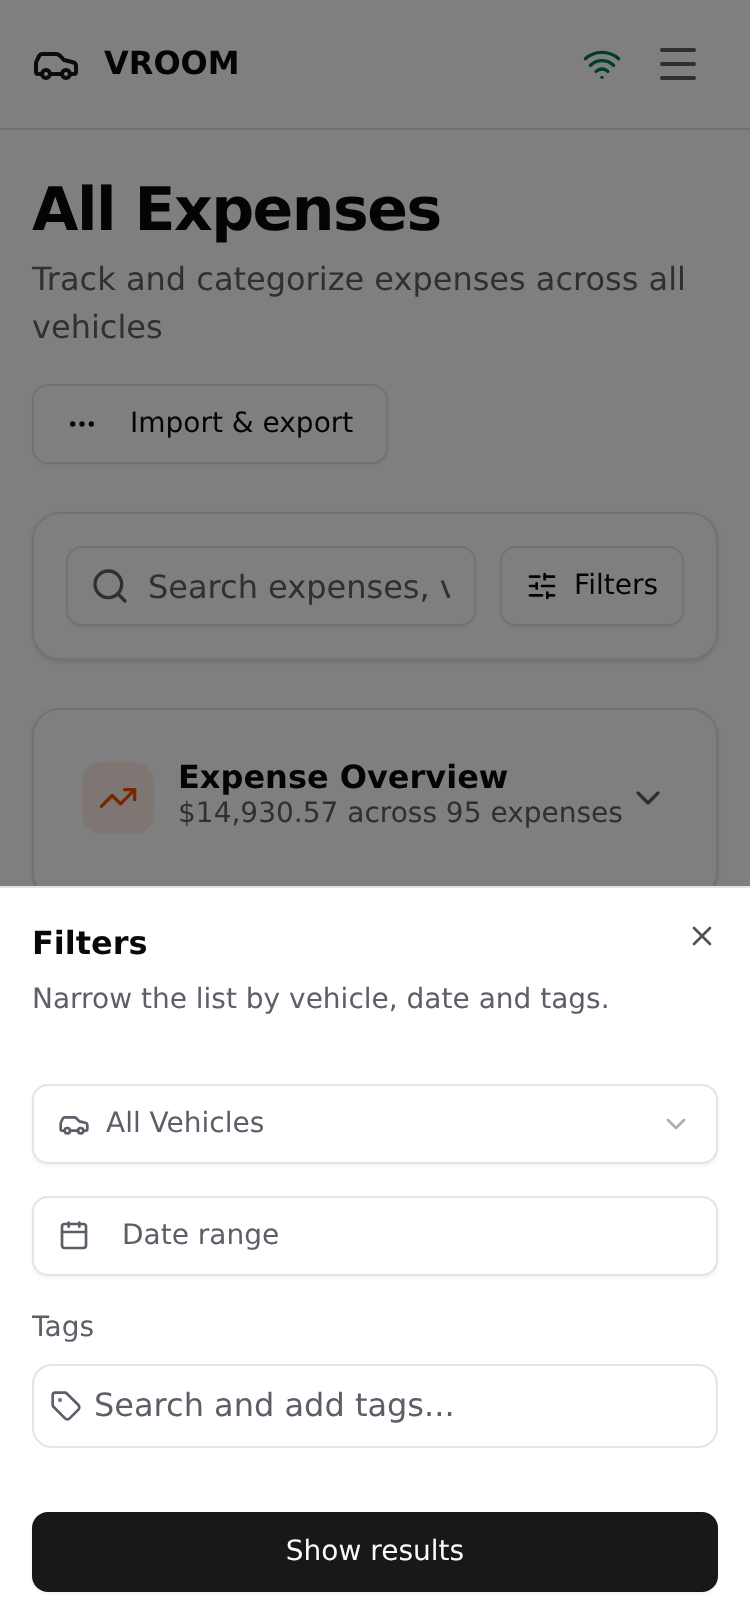 VROOM
All Expenses
Track and categorize expenses across all
vehicles
Import & export
Search expenses,
Filters
Expense Overview
$14,930.57 across 95 expenses
Filters
Narrow the list by vehicle, date and tags.
All Vehicles
Date range
Tags
Search and add tags...
Show results